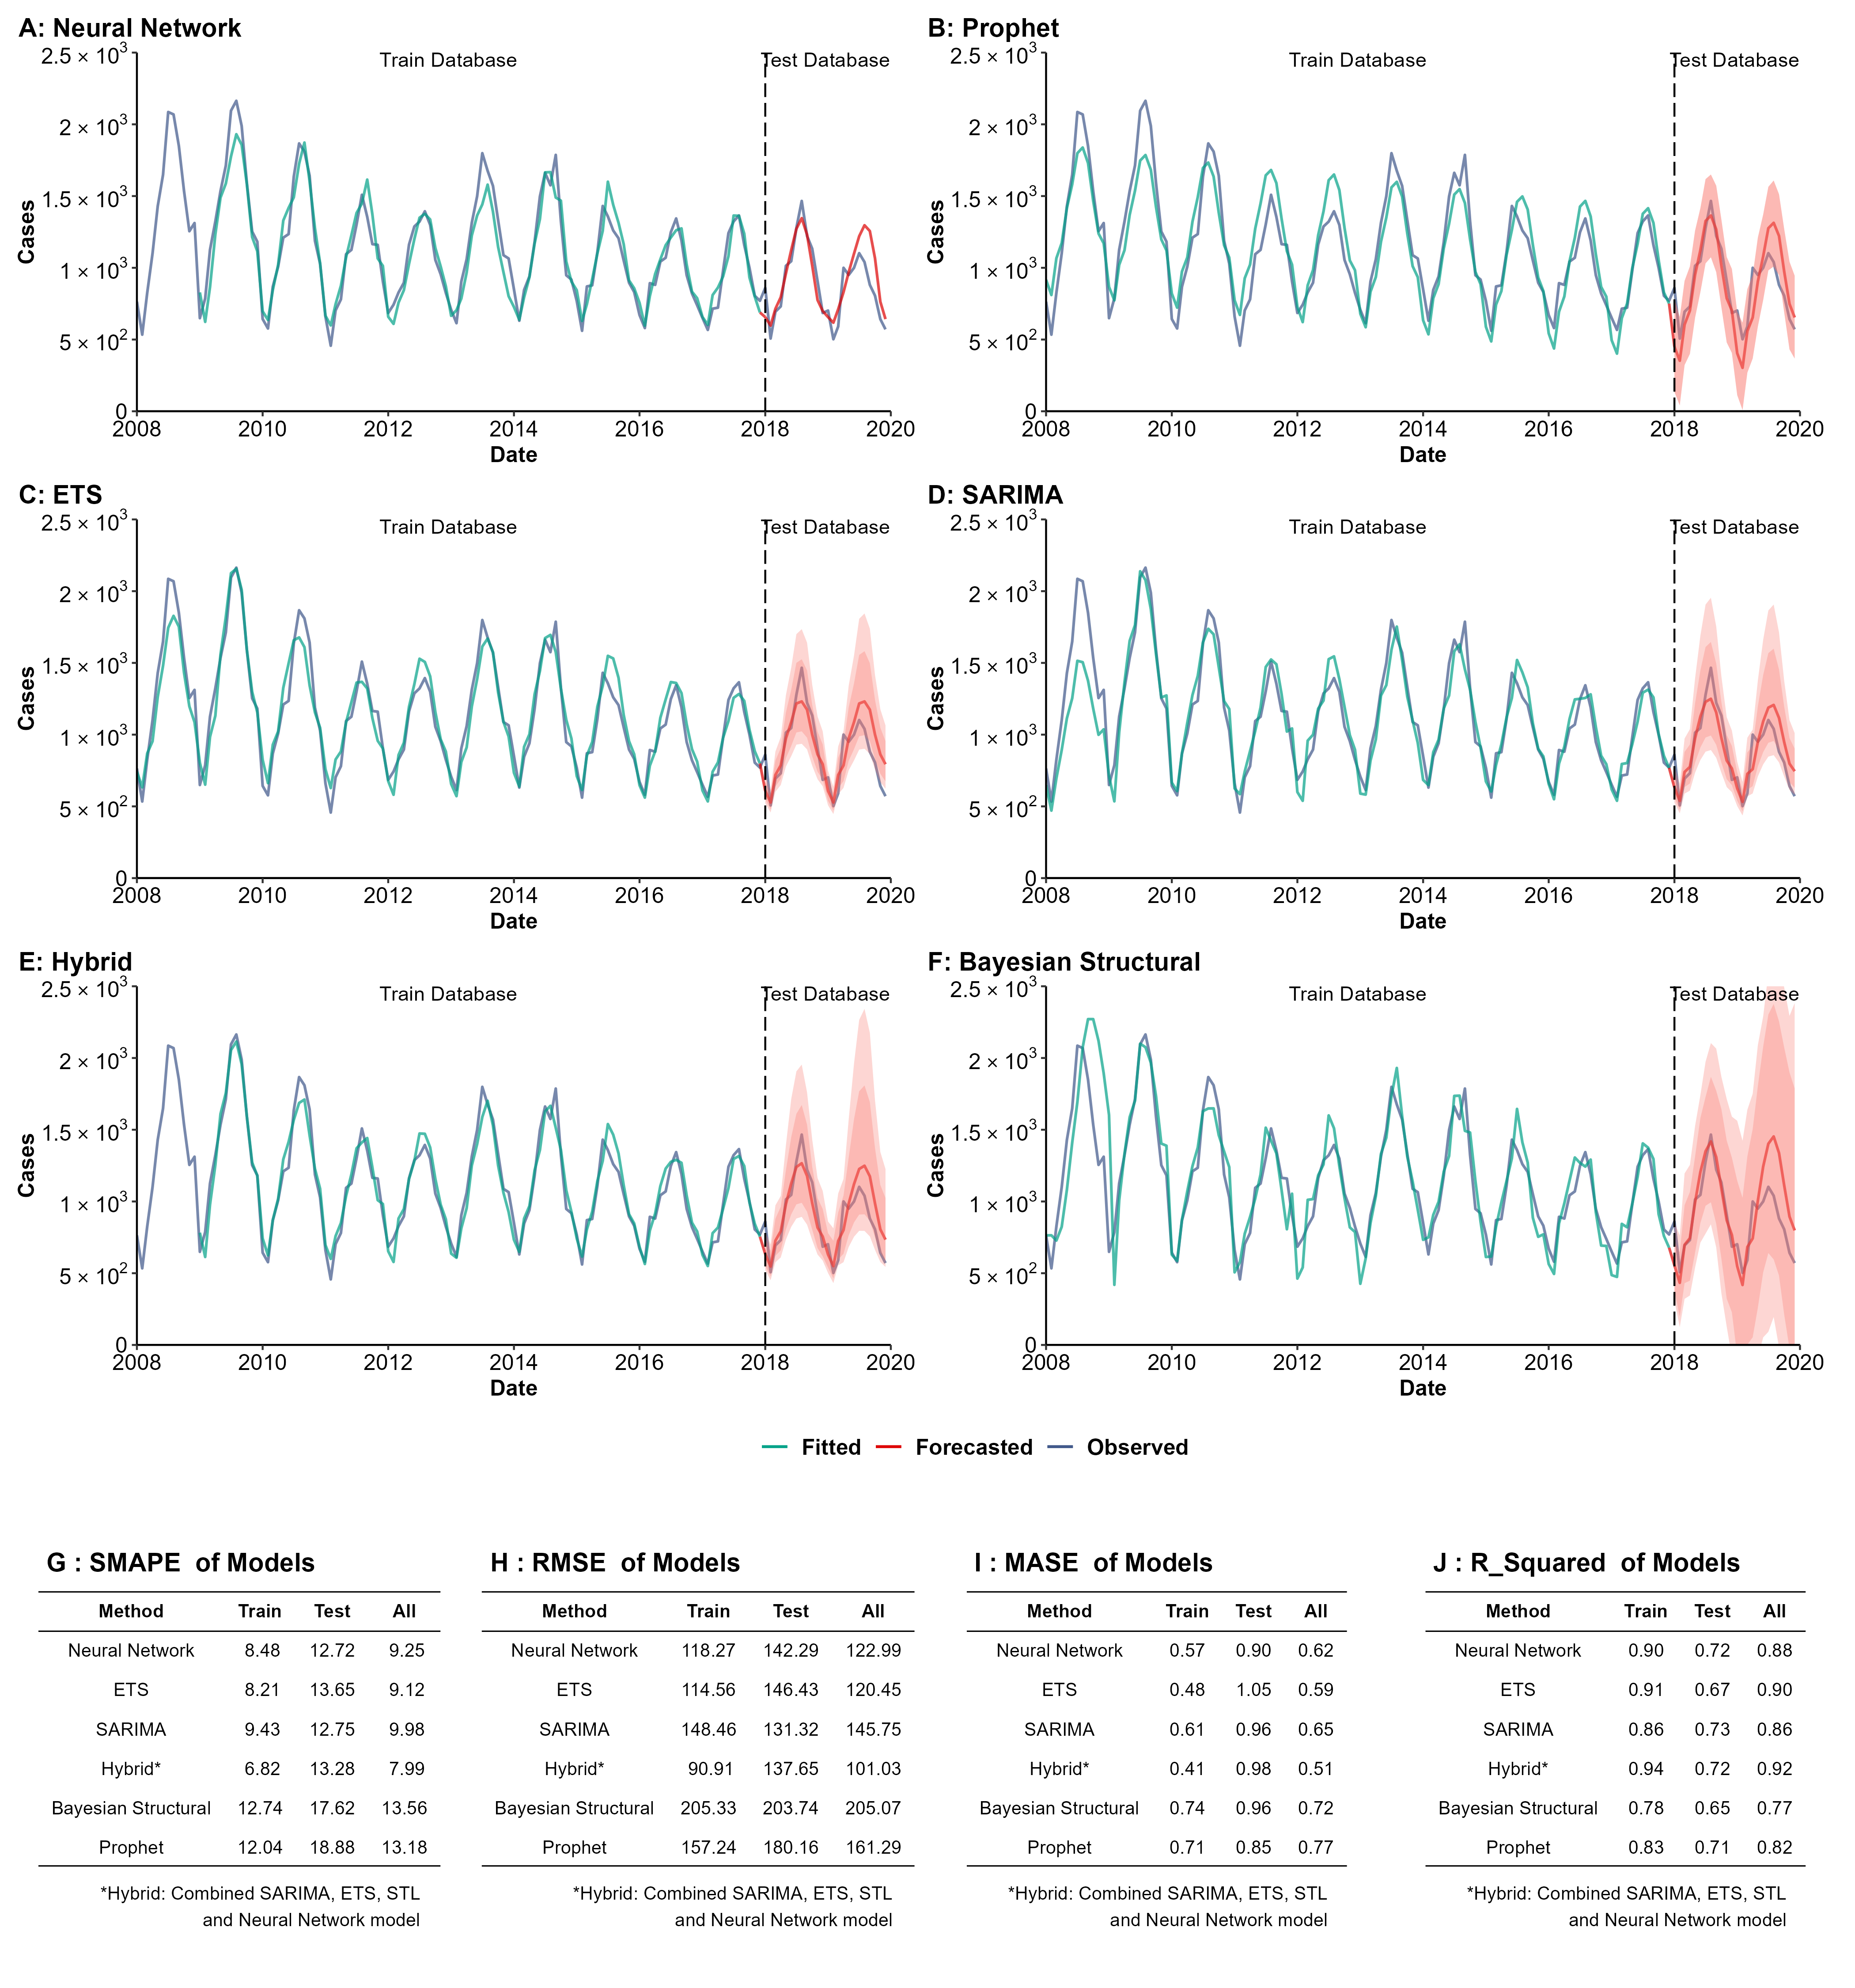 A: Neural Network
Train Database
Test Database
2.5 × 10³
2 × 10³
1.5 × 10³
1 × 10³
5 × 10²
0
Cases
2008 2010 2012 2014 2016 2018 2020
Date
B: Prophet
Train Database
Test Database
2.5 × 10³
2 × 10³
1.5 × 10³
1 × 10³
5 × 10²
0
Cases
2008 2010 2012 2014 2016 2018 2020
Date
C: ETS
Train Database
Test Database
2.5 × 10³
2 × 10³
1.5 × 10³
1 × 10³
5 × 10²
0
Cases
2008 2010 2012 2014 2016 2018 2020
Date
D: SARIMA
Train Database
Test Database
2.5 × 10³
2 × 10³
1.5 × 10³
1 × 10³
5 × 10²
0
Cases
2008 2010 2012 2014 2016 2018 2020
Date
E: Hybrid
Train Database
Test Database
2.5 × 10³
2 × 10³
1.5 × 10³
1 × 10³
5 × 10²
0
Cases
2008 2010 2012 2014 2016 2018 2020
Date
F: Bayesian Structural
Train Database
Test Database
2.5 × 10³
2 × 10³
1.5 × 10³
1 × 10³
5 × 10²
0
Cases
2008 2010 2012 2014 2016 2018 2020
Date
Fitted Forecasted Observed
G : SMAPE of Models
Method Train Test All
Neural Network 8.48 12.72 9.25
ETS 8.21 13.65 9.12
SARIMA 9.43 12.75 9.98
Hybrid* 6.82 13.28 7.99
Bayesian Structural 12.74 17.62 13.56
Prophet 12.04 18.88 13.18
*Hybrid: Combined SARIMA, ETS, STL
and Neural Network model
H : RMSE of Models
Method Train Test All
Neural Network 118.27 142.29 122.99
ETS 114.56 146.43 120.45
SARIMA 148.46 131.32 145.75
Hybrid* 90.91 137.65 101.03
Bayesian Structural 205.33 203.74 205.07
Prophet 157.24 180.16 161.29
*Hybrid: Combined SARIMA, ETS, STL
and Neural Network model
I : MASE of Models
Method Train Test All
Neural Network 0.57 0.90 0.62
ETS 0.48 1.05 0.59
SARIMA 0.61 0.96 0.65
Hybrid* 0.41 0.98 0.51
Bayesian Structural 0.74 0.96 0.72
Prophet 0.71 0.85 0.77
*Hybrid: Combined SARIMA, ETS, STL
and Neural Network model
J : R_Squared of Models
Method Train Test All
Neural Network 0.90 0.72 0.88
ETS 0.91 0.67 0.90
SARIMA 0.86 0.73 0.86
Hybrid* 0.94 0.72 0.92
Bayesian Structural 0.78 0.65 0.77
Prophet 0.83 0.71 0.82
*Hybrid: Combined SARIMA, ETS, STL
and Neural Network model